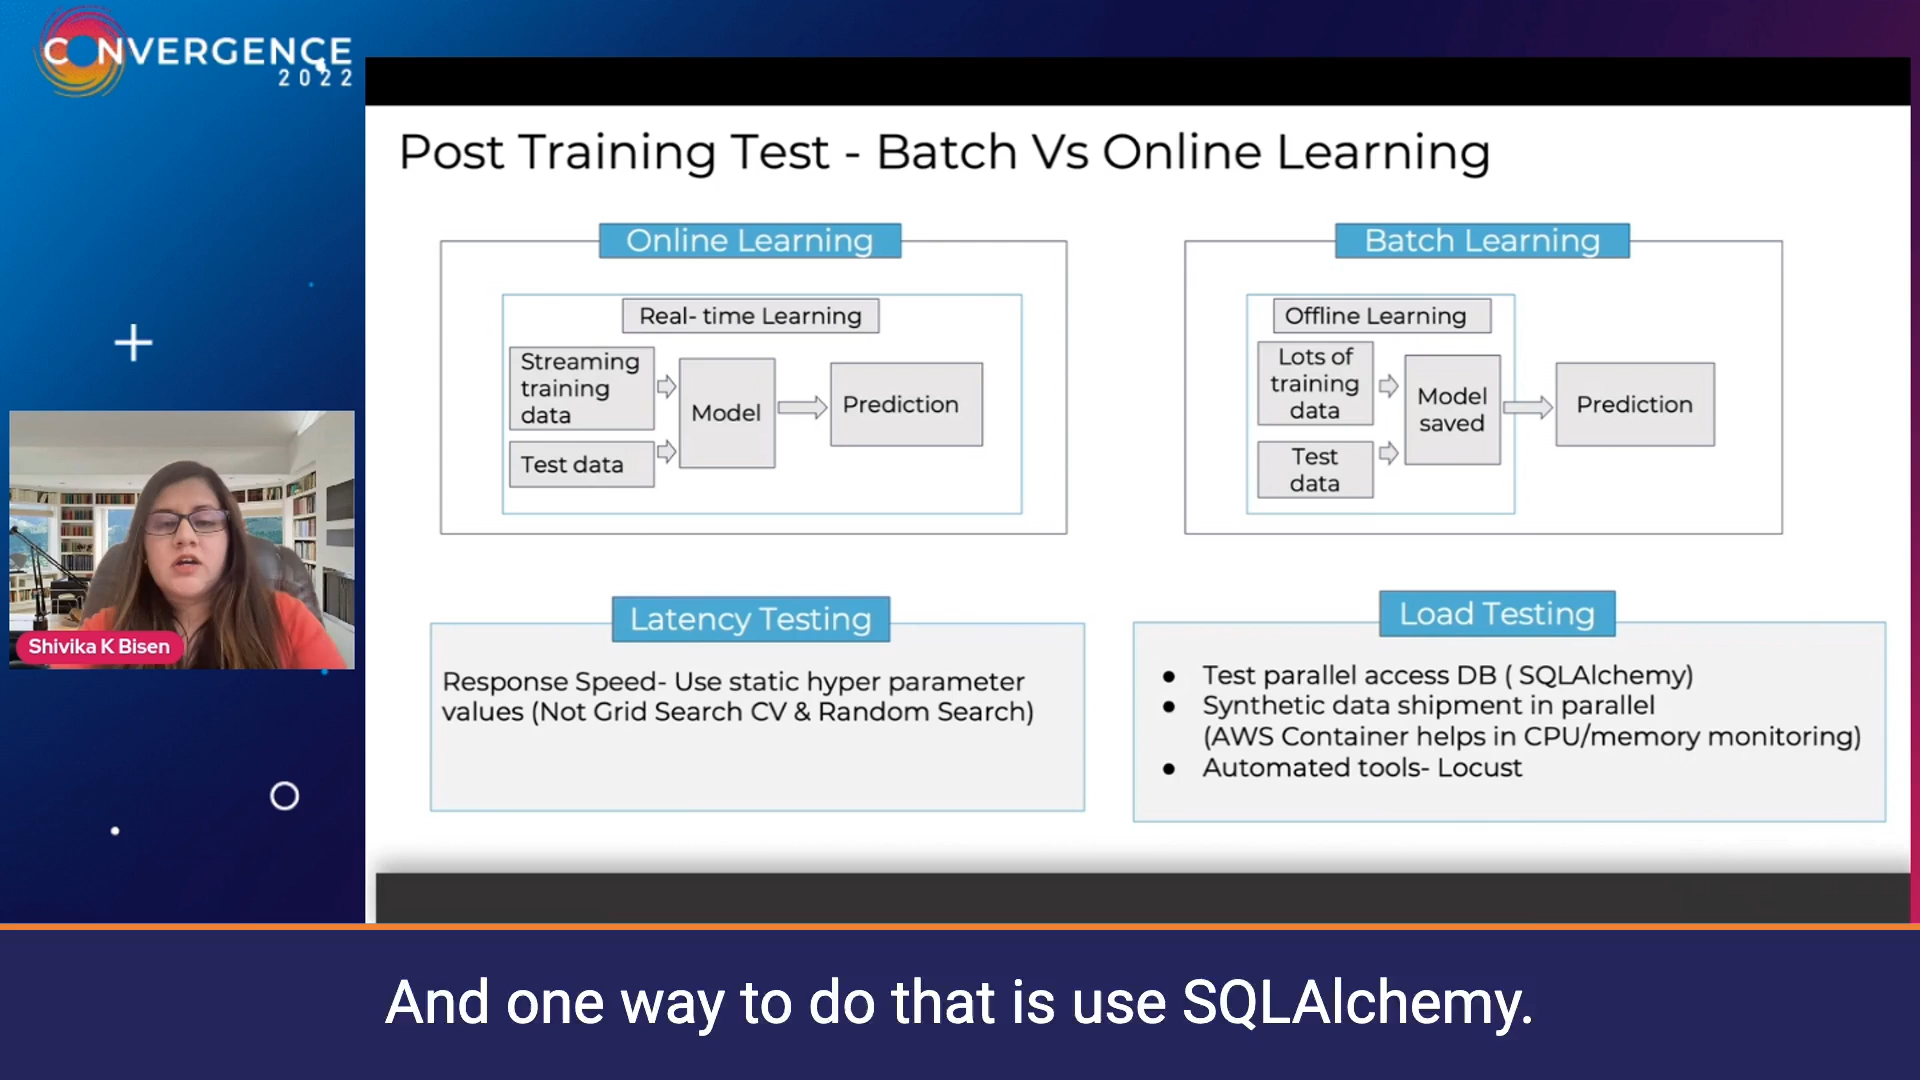 CONVERGENCE
2022
Post Training Test - Batch Vs Online Learning
Online Learning
Real- time Learning
Streaming
training
data
Test data
Model
Prediction
Batch Learning
Offline Learning
Lots of
training
data
Test
data
Model
saved
Prediction
Latency Testing
Response Speed- Use static hyper parameter
values (Not Grid Search CV & Random Search)
Load Testing
● Test parallel access DB ( SQLAlchemy)
● Synthetic data shipment in parallel
(AWS Container helps in CPU/memory monitoring)
● Automated tools- Locust
Shivika K Bisen
And one way to do that is use SQLAlchemy.